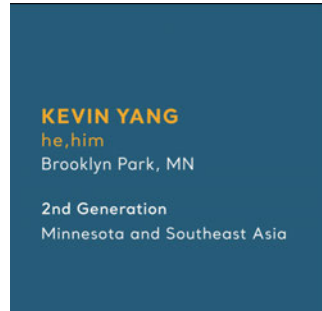 KEVIN YANG
he,him
Brooklyn Park, MN
2nd Generation
Minnesota and Southeast Asia